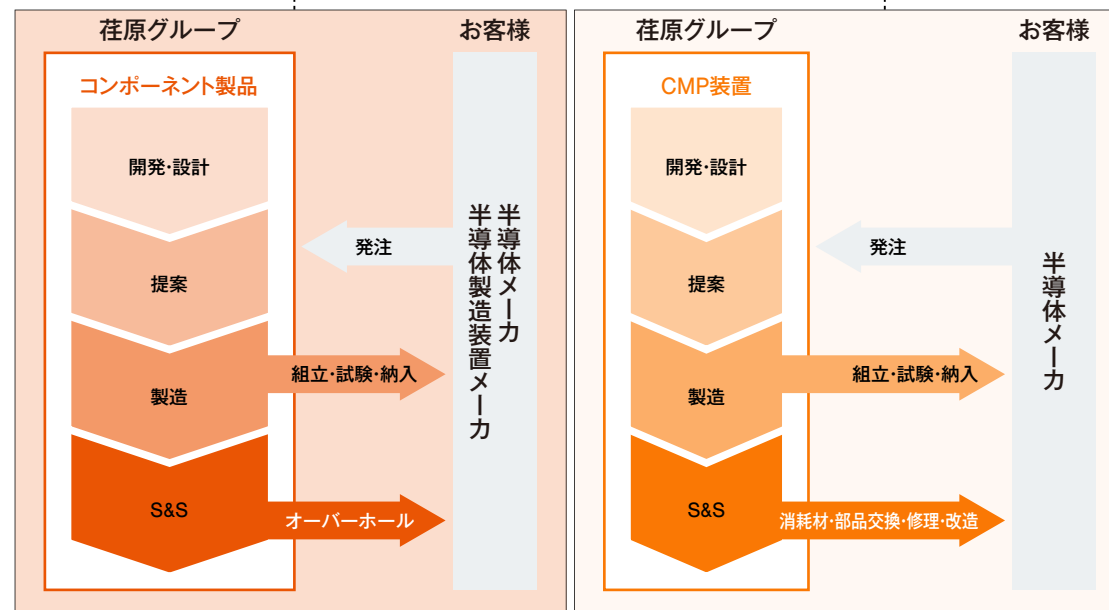 荏原グループ
お客様
コンポーネント製品
開発・設計
提案
製造
S&S
発注
組立・試験・納入
オーバーホール
半導体メーカ
半導体製造装置メーカ
荏原グループ
お客様
CMP装置
開発・設計
提案
製造
S&S
発注
組立・試験・納入
消耗材・部品交換・修理・改造
半導体メーカ